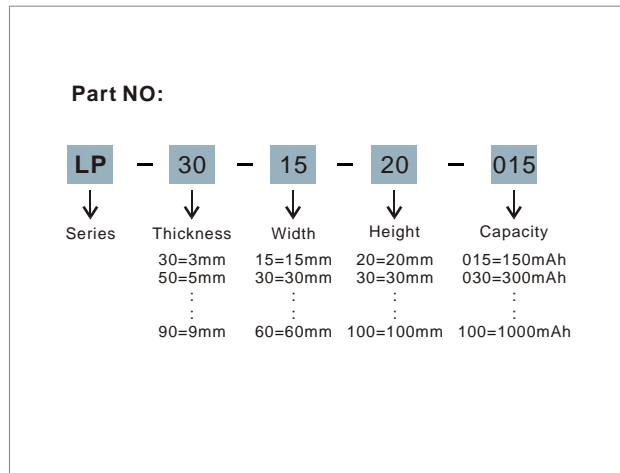 Part NO:
LP – 30 – 15 – 20 – 015
Series Thickness Width Height Capacity
30=3mm 15=15mm 20=20mm 015=150mAh
50=5mm 30=30mm 30=30mm 030=300mAh
: : : :
: : : :
90=9mm 60=60mm 100=100mm 100=1000mAh